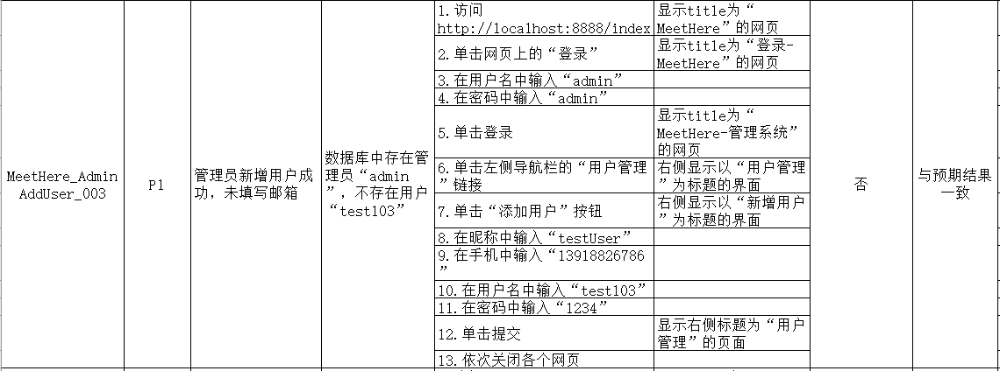 MeetHere_Admin
AddUser_003
P1
管理员新增用户成
功，未填写邮箱
数据库中存在管
理员“admin
”,不存在用户
“test103”
1.访问
http://localhost:8888/index
显示title为“
MeetHere”的网页
2.单击网页上的“登录”
显示title为“登录-
MeetHere”的网页
3.在用户名中输入“admin”
4.在密码中输入“admin”
5.单击登录
显示title为“
MeetHere-管理系统”
的网页
6.单击左侧导航栏的“用户管理
”链接
右侧显示以“用户管理
”为标题的界面
7.单击“添加用户”按钮
右侧显示以“新增用户
”为标题的界面
8.在昵称中输入“testUser”
9.在手机中输入“13918826786
”
10.在用户名中输入“test103”
11.在密码中输入“1234”
12.单击提交
显示右侧标题为“用户
管理”的页面
13.依次关闭各个网页
否
与预期结果
一致